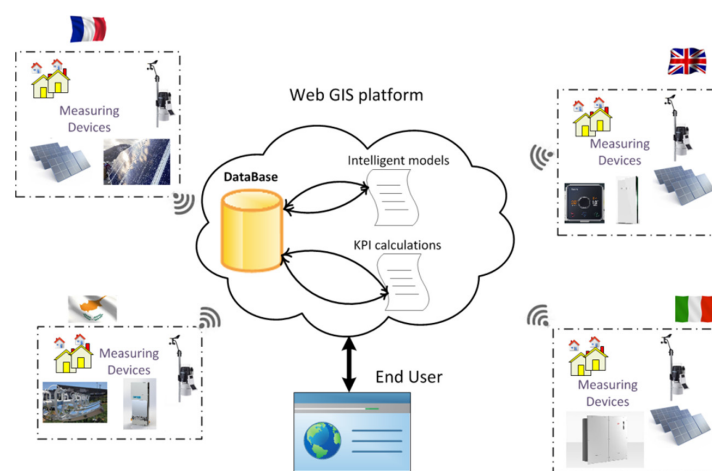 Web GIS platform
Measuring
Devices
Measuring
Devices
Intelligent models
DataBase
KPI calculations
Measuring
Devices
End User
Measuring
Devices